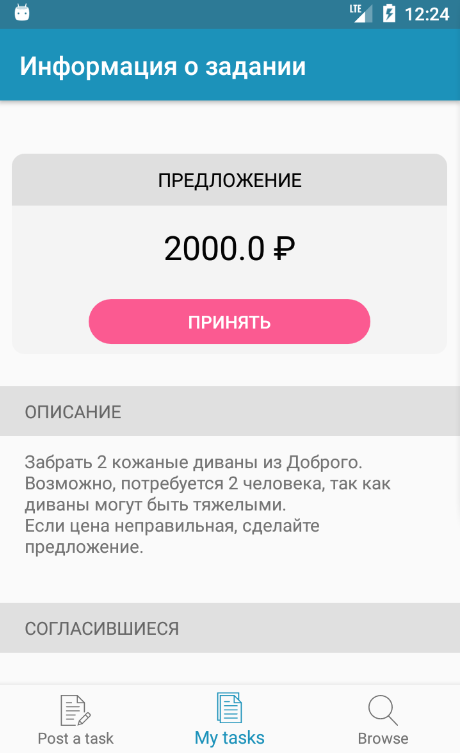 LTE 12:24
Информация о задании
ПРЕДЛОЖЕНИЕ
2000.0 ₽
ПРИНЯТЬ
ОПИСАНИЕ
Забрать 2 кожаные диваны из Доброго.
Возможно, потребуется 2 человека, так как
диваны могут быть тяжелыми.
Если цена неправильная, сделайте
предложение.
СОГЛАСИВШИЕСЯ
Post a task My tasks Browse